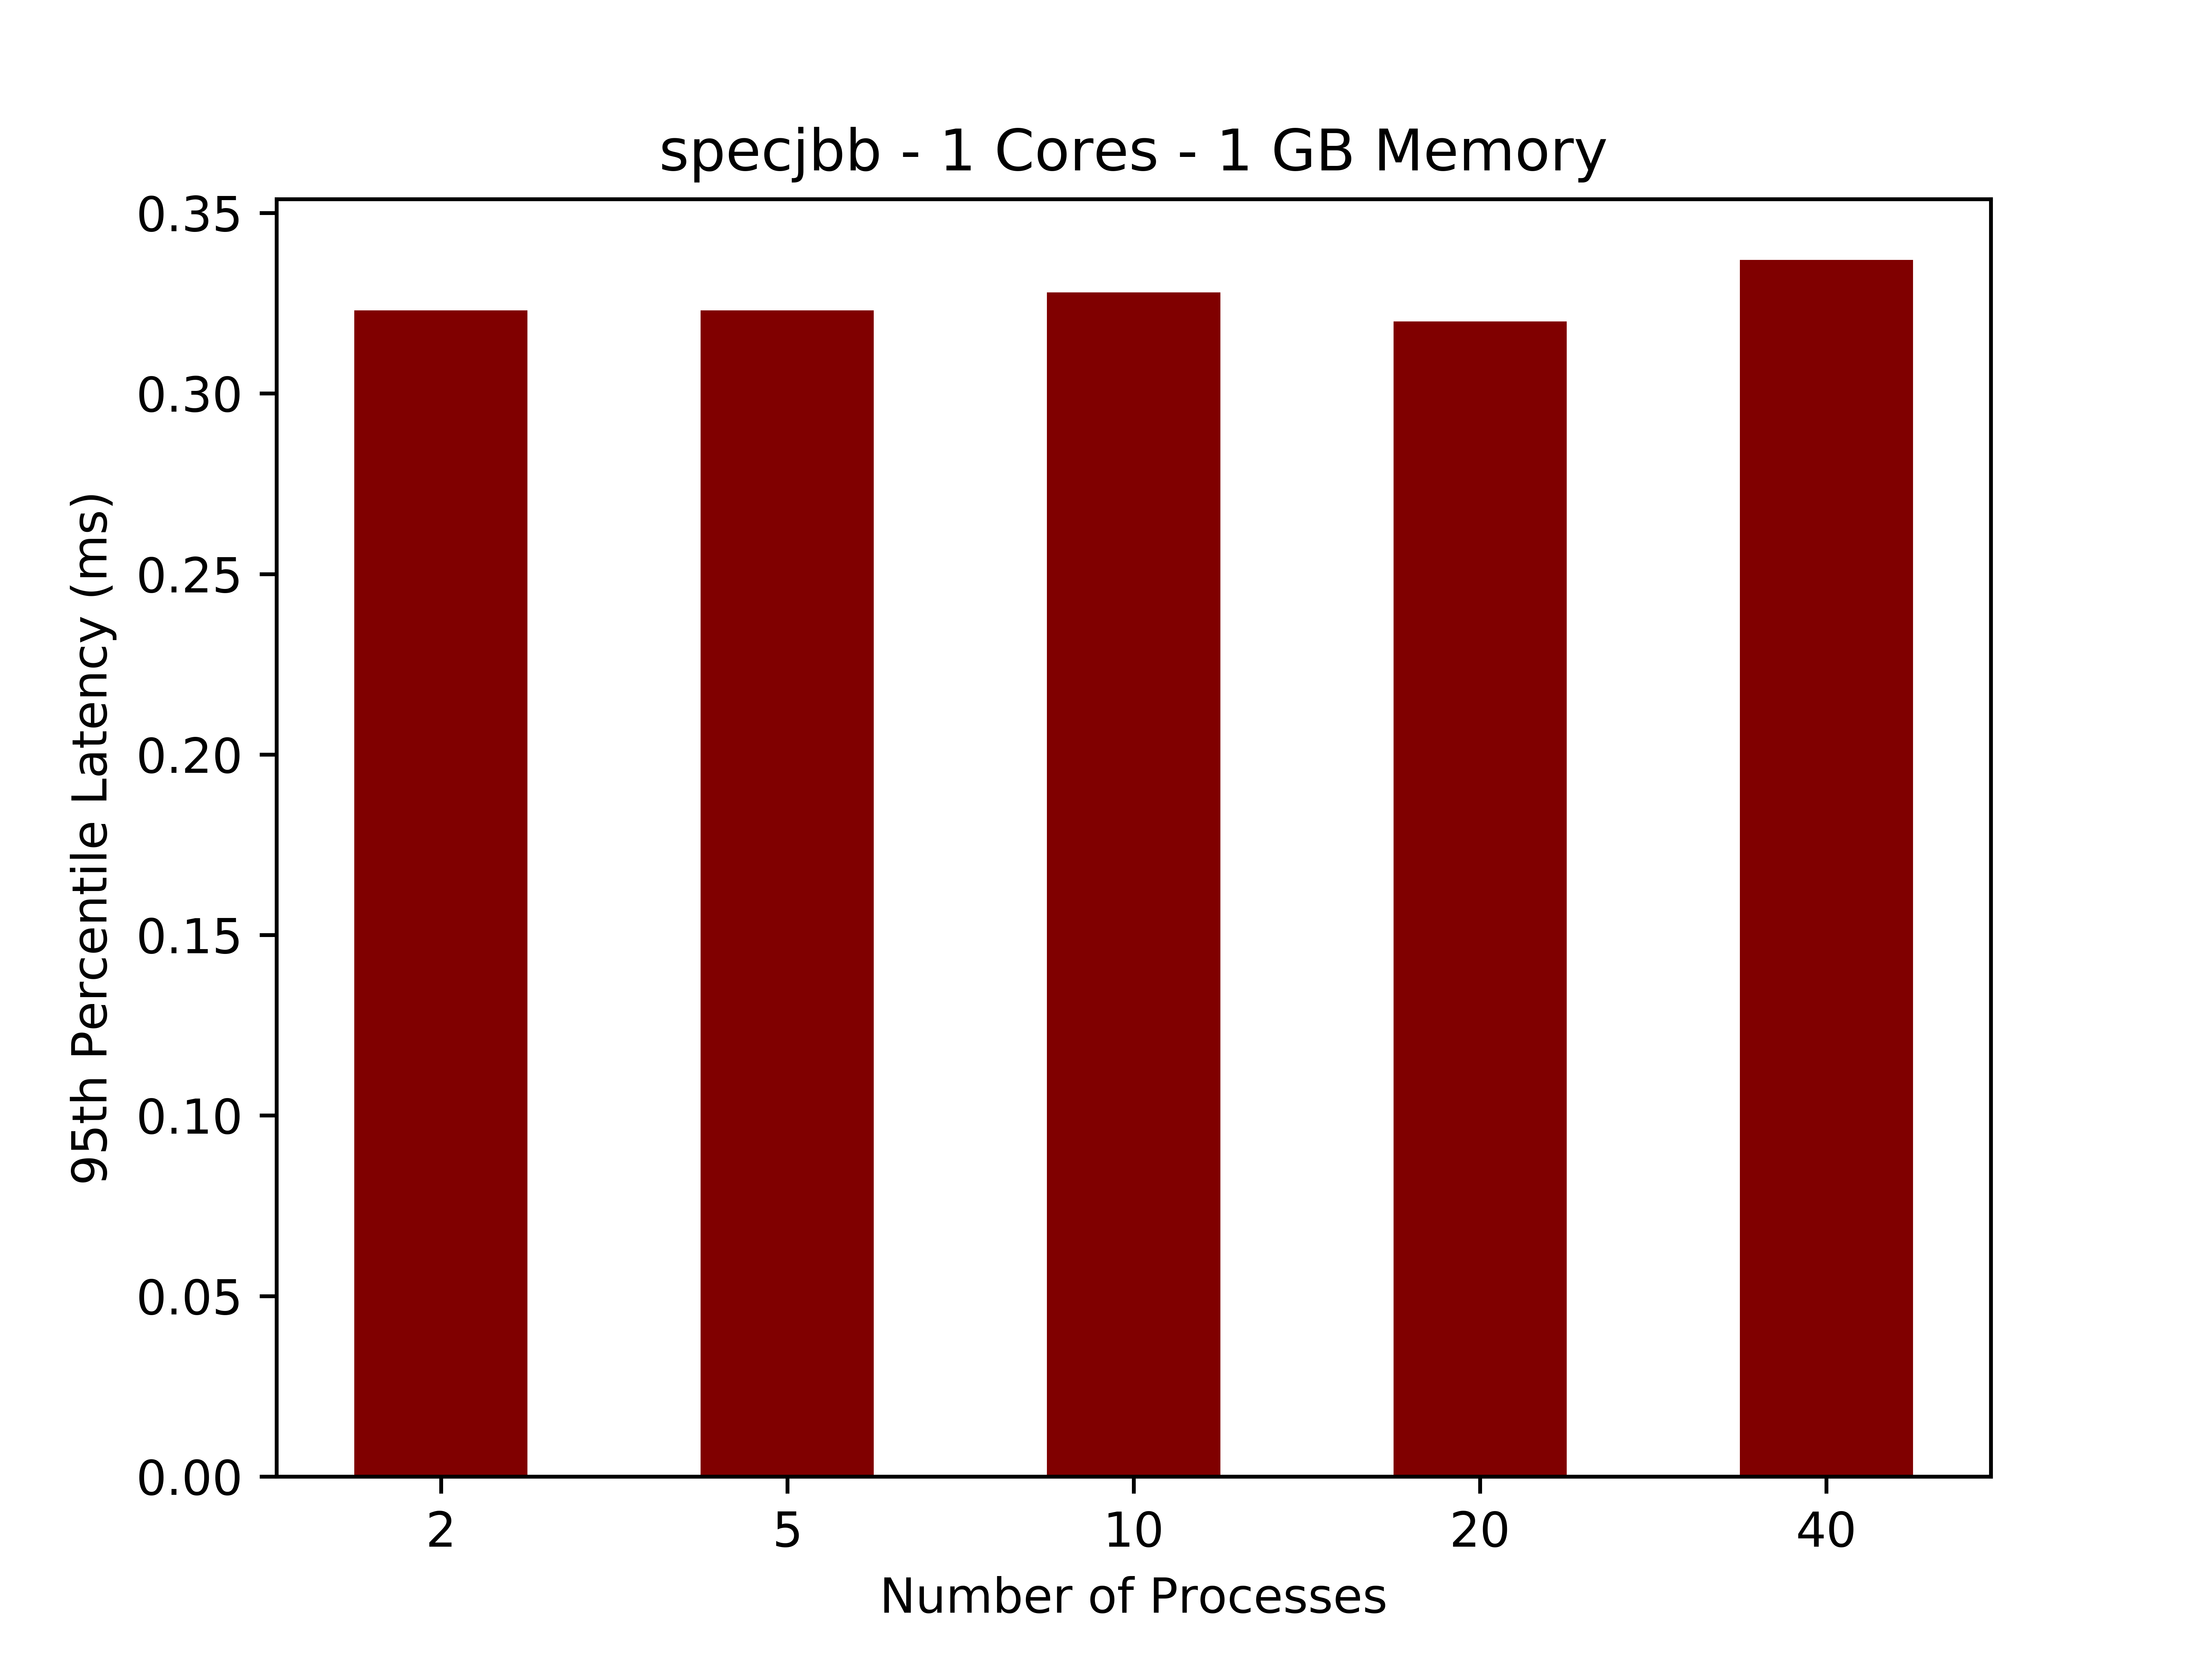 specjbb - 1 Cores - 1 GB Memory
95th Percentile Latency (ms)
0.35
0.30
0.25
0.20
0.15
0.10
0.05
0.00
2 5 10 20 40
Number of Processes